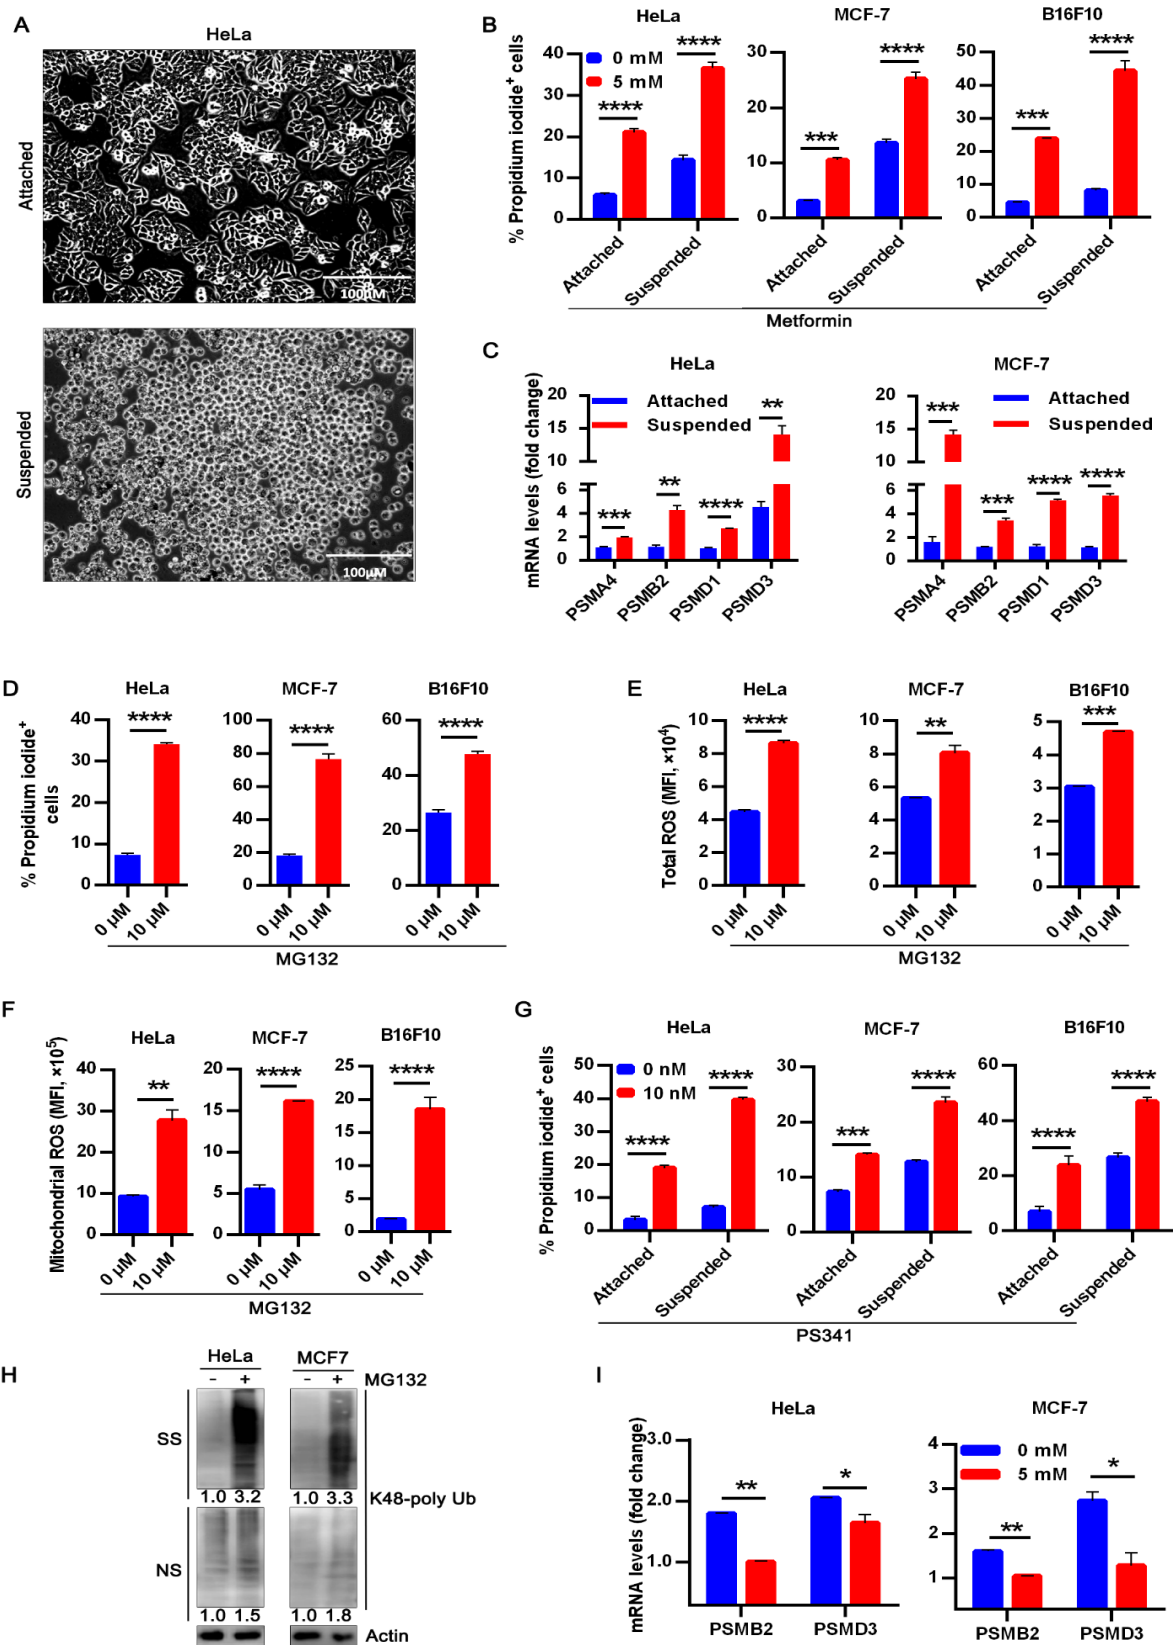 A
HeLa
Attached
100µM
Suspended
100µM
B
HeLa
MCF-7
B16F10
% Propidium iodide+ cells
0 mM
5 mM
40
30
20
10
0
30
20
10
0
50
40
30
20
10
0
****
****
***
****
***
****
Attached
Suspended
Attached
Suspended
Attached
Suspended
Metformin
C
HeLa
MCF-7
mRNA levels (fold change)
Attached
Suspended
Attached
Suspended
20
15
10
6
4
2
0
20
15
10
6
4
2
0
***
**
****
**
***
***
****
****
PSMA4
PSMB2
PSMD1
PSMD3
PSMA4
PSMB2
PSMD1
PSMD3
D
HeLa
MCF-7
B16F10
% Propidium iodide+
cells
40
30
20
10
0
100
80
60
40
20
0
60
40
20
0
****
****
****
0 µM
10 µM
0 µM
10 µM
0 µM
10 µM
MG132
E
HeLa
MCF-7
B16F10
Total ROS (MFI, ×10⁴)
10
8
6
4
2
0
10
8
6
4
2
0
5
4
3
2
1
0
****
**
***
0 µM
10 µM
0 µM
10 µM
0 µM
10 µM
MG132
F
HeLa
MCF-7
B16F10
Mitochondrial ROS (MFI, ×10⁵)
40
30
20
10
0
20
15
10
5
0
25
20
15
10
5
0
**
****
****
0 µM
10 µM
0 µM
10 µM
0 µM
10 µM
MG132
G
HeLa
MCF-7
B16F10
% Propidium iodide+ cells
0 nM
10 nM
50
40
30
20
10
0
30
20
10
0
60
40
20
0
****
****
***
****
****
****
Attached
Suspended
Attached
Suspended
Attached
Suspended
PS341
H
HeLa
MCF7
- + - + MG132
SS
1.0 3.2 1.0 3.3
K48-poly Ub
NS
1.0 1.5 1.0 1.8
Actin
I
HeLa
MCF-7
mRNA levels (fold change)
0 mM
5 mM
3.0
2.0
1.0
4
3
2
1
**
*
**
*
PSMB2
PSMD3
PSMB2
PSMD3